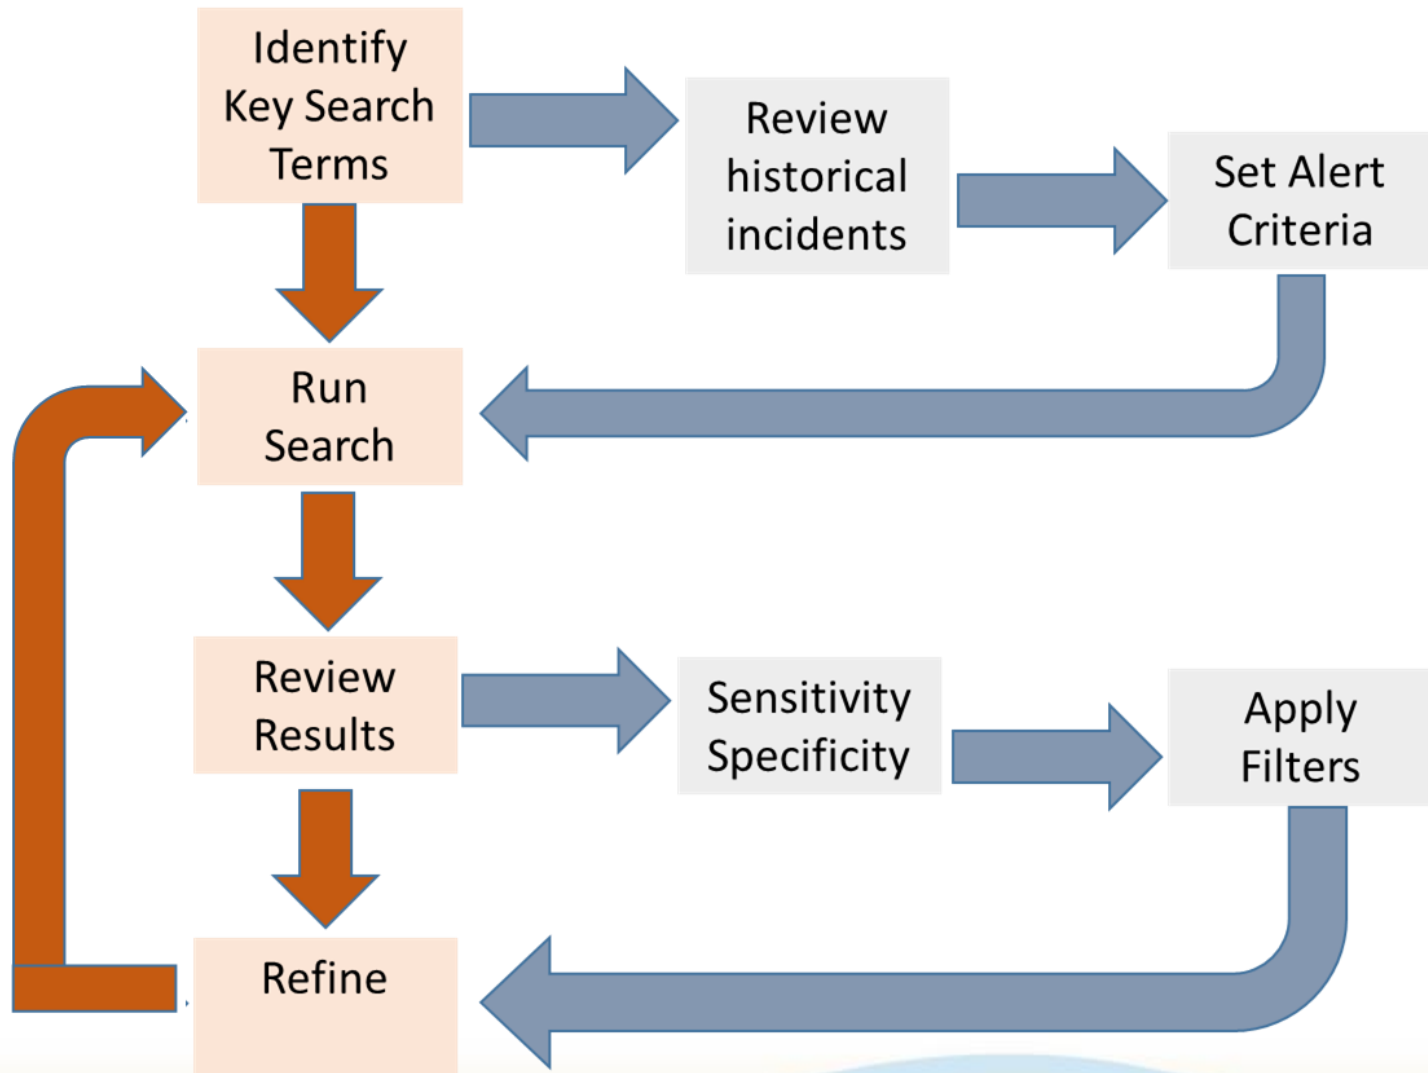 Identify
Key Search
Terms
Review
historical
incidents
Set Alert
Criteria
Run
Search
Review
Results
Sensitivity
Specificity
Apply
Filters
Refine